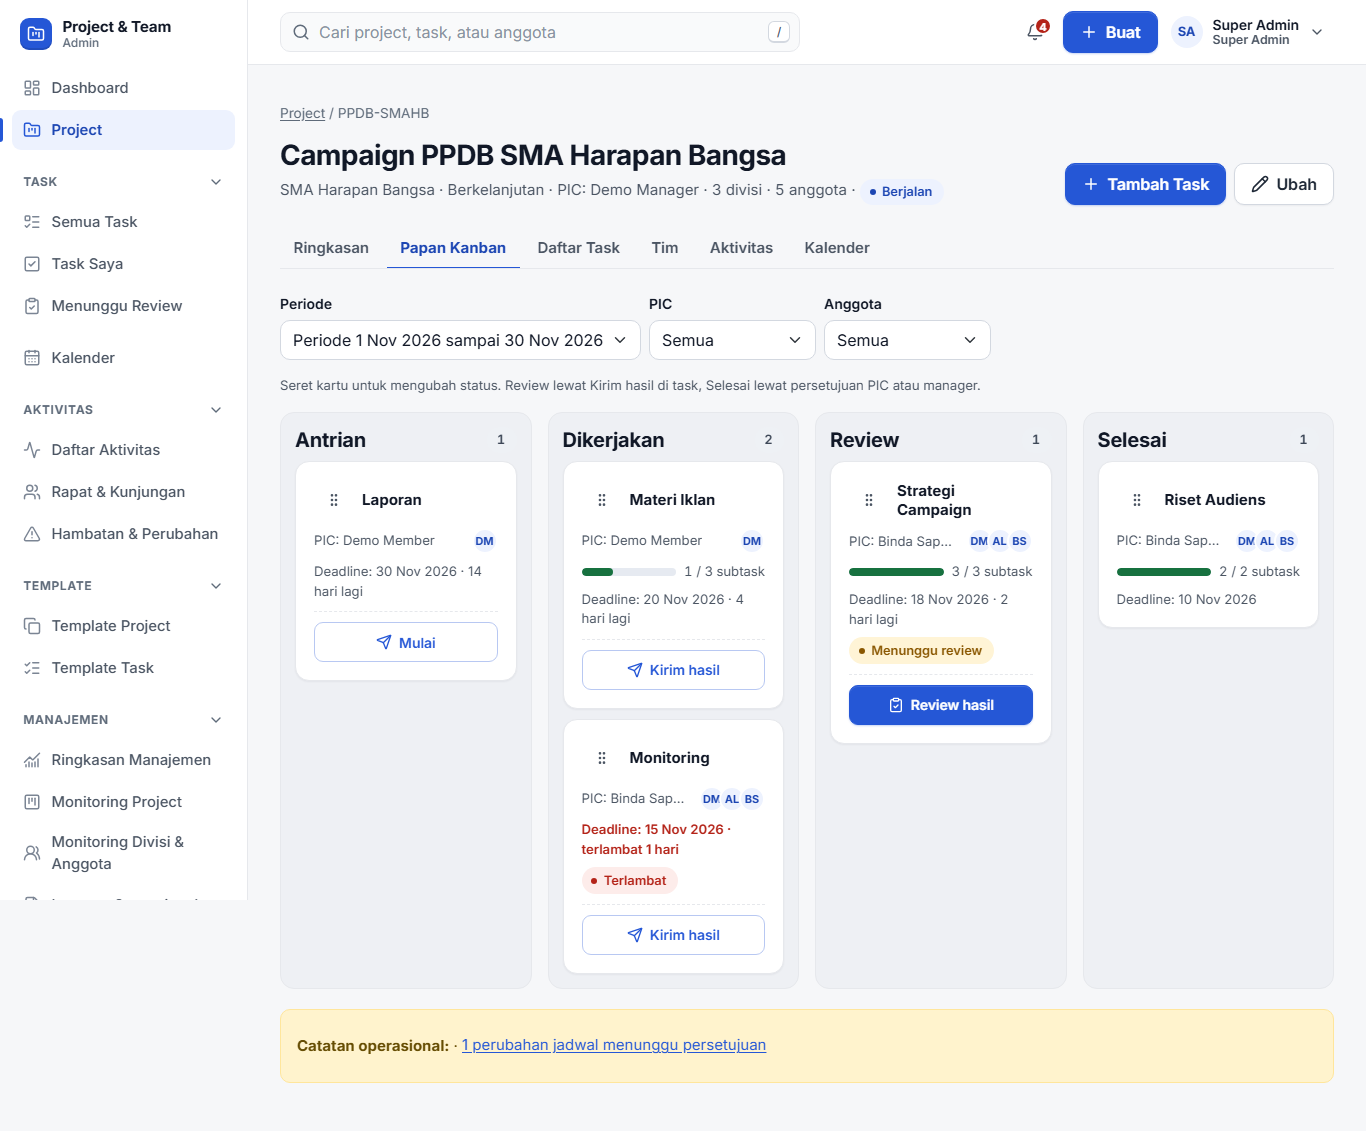 Project & Team
Admin
Dashboard
Project
TASK
Semua Task
Task Saya
Menunggu Review
Kalender
AKTIVITAS
Daftar Aktivitas
Rapat & Kunjungan
Hambatan & Perubahan
TEMPLATE
Template Project
Template Task
MANAJEMEN
Ringkasan Manajemen
Monitoring Project
Monitoring Divisi &
Anggota
Cari project, task, atau anggota
/
4
Buat
SA
Super Admin
Super Admin
Project / PPDB-SMAHB
Campaign PPDB SMA Harapan Bangsa
SMA Harapan Bangsa · Berkelanjutan · PIC: Demo Manager · 3 divisi · 5 anggota · Berjalan
Tambah Task
Ubah
Ringkasan
Papan Kanban
Daftar Task
Tim
Aktivitas
Kalender
Periode
PIC
Anggota
Periode 1 Nov 2026 sampai 30 Nov 2026
Semua
Semua
Seret kartu untuk mengubah status. Review lewat Kirim hasil di task, Selesai lewat persetujuan PIC atau manager.
Antrian 1
Laporan
PIC: Demo Member DM
Deadline: 30 Nov 2026 · 14
hari lagi
Mulai
Dikerjakan 2
Materi Iklan
PIC: Demo Member DM
1 / 3 subtask
Deadline: 20 Nov 2026 · 4
hari lagi
Kirim hasil
Monitoring
PIC: Binda Sap... DM AL BS
Deadline: 15 Nov 2026 ·
terlambat 1 hari
Terlambat
Kirim hasil
Review 1
Strategi
Campaign
PIC: Binda Sap... DM AL BS
3 / 3 subtask
Deadline: 18 Nov 2026 · 2
hari lagi
Menunggu review
Review hasil
Selesai 1
Riset Audiens
PIC: Binda Sap... DM AL BS
2 / 2 subtask
Deadline: 10 Nov 2026
Catatan operasional: · 1 perubahan jadwal menunggu persetujuan